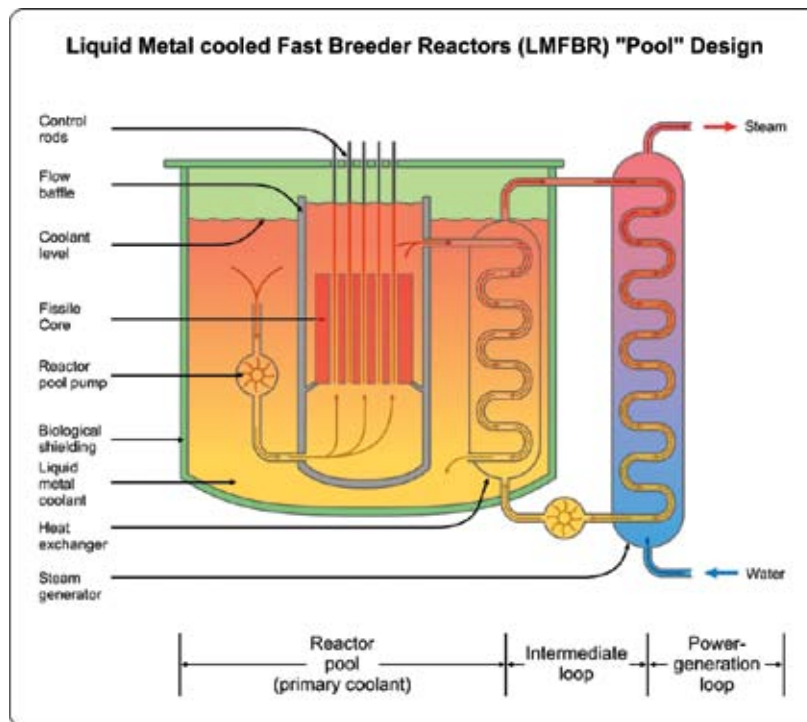 Liquid Metal cooled Fast Breeder Reactors (LMFBR) "Pool" Design
Control
rods
Flow
baffle
Coolant
level
Fissile
Core
Reactor
pool pump
Biological
shielding
Liquid
metal
coolant
Heat
exchanger
Steam
generator
Steam
Water
Reactor
pool
(primary coolant)
Intermediate
loop
Power-
generation
loop